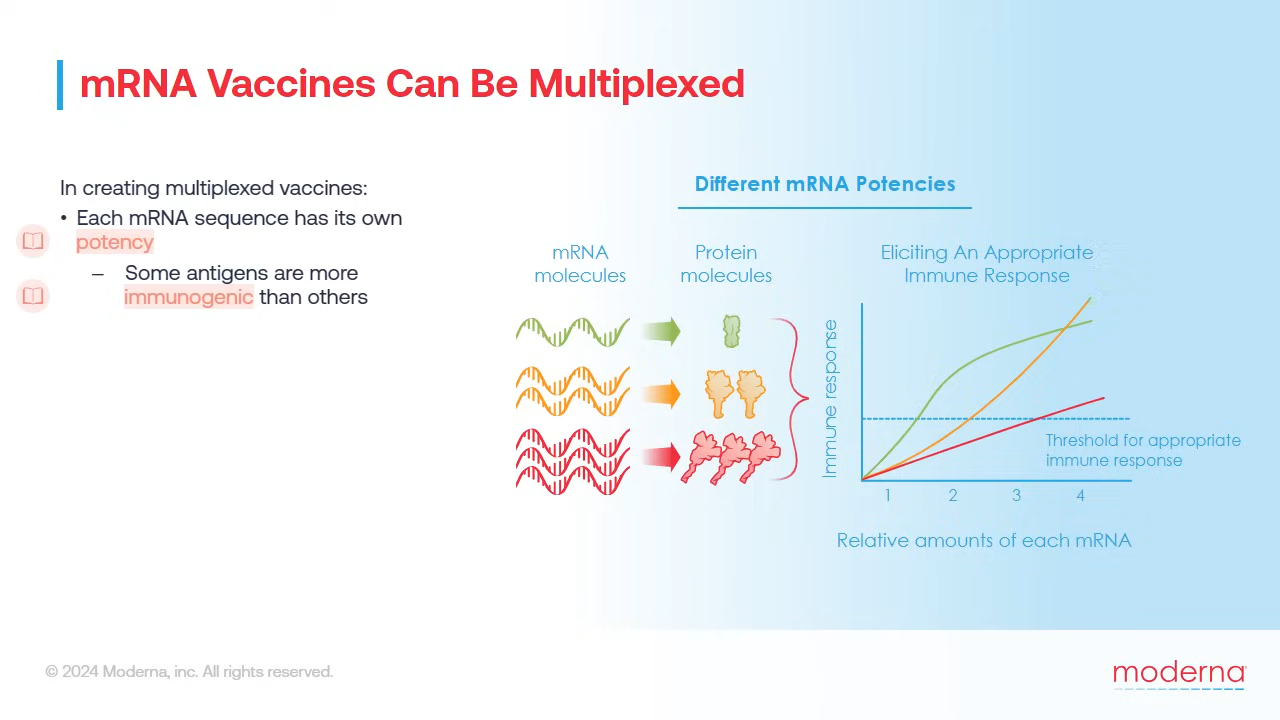 mRNA Vaccines Can Be Multiplexed
In creating multiplexed vaccines:
• Each mRNA sequence has its own
potency
– Some antigens are more
immunogenic than others
Different mRNA Potencies
mRNA
molecules
Protein
molecules
Eliciting An Appropriate
Immune Response
Immune response
Threshold for appropriate
immune response
1 2 3 4
Relative amounts of each mRNA
© 2024 Moderna, inc. All rights reserved.
moderna